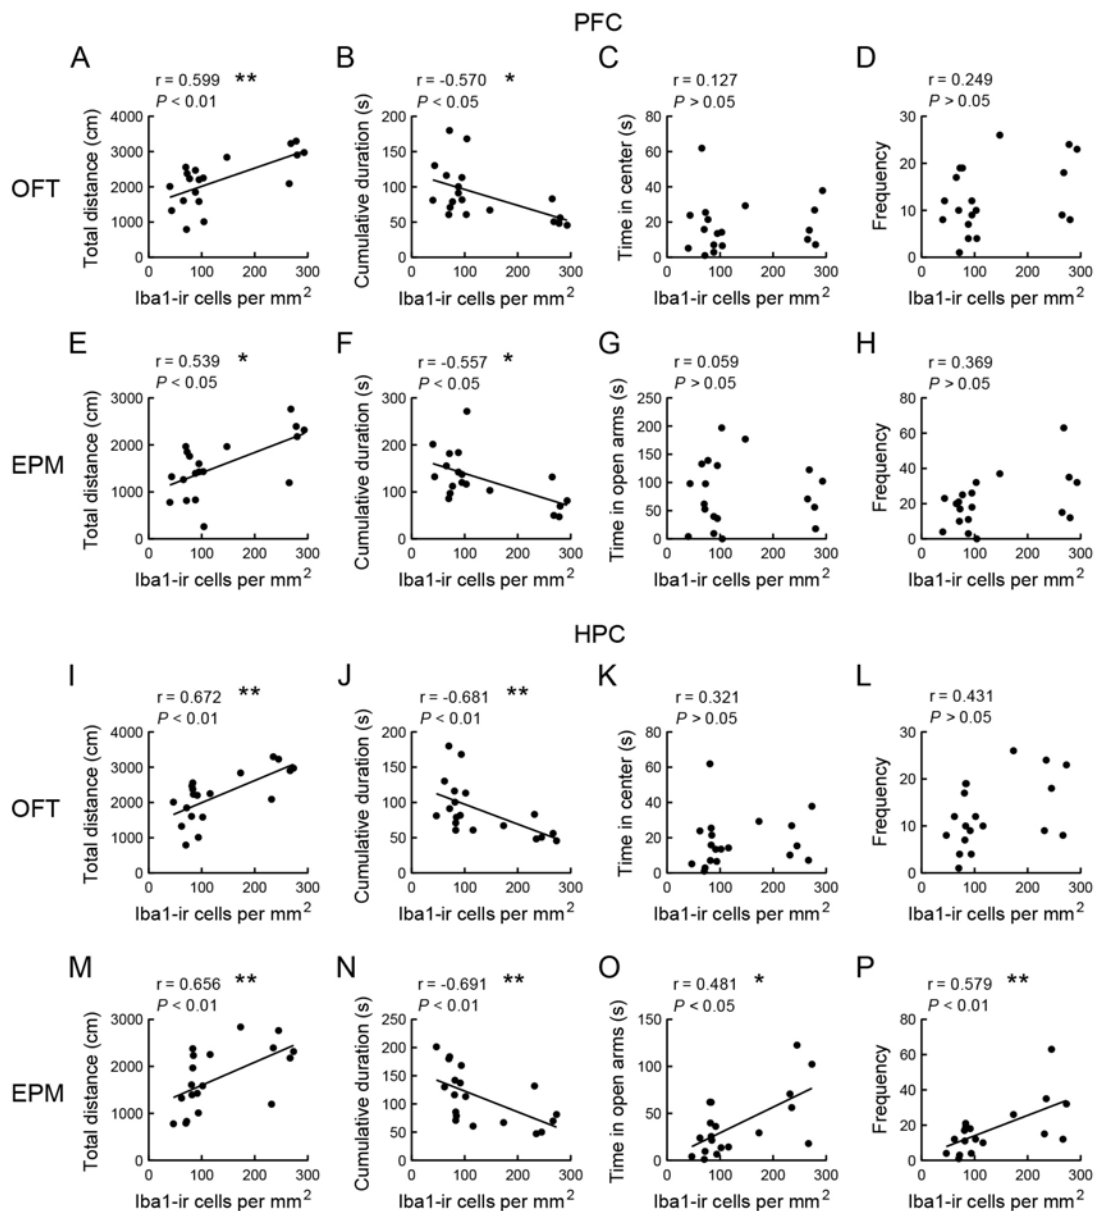 PFC
A
B
C
D
r = 0.599 **
P < 0.01
r = -0.570 *
P < 0.05
r = 0.127
P > 0.05
r = 0.249
P > 0.05
OFT
Total distance (cm)
4000
3000
2000
1000
0
0 100 200 300
Iba1-ir cells per mm2
Cumulative duration (s)
200
150
100
50
0
0 100 200 300
Iba1-ir cells per mm2
Time in center (s)
80
60
40
20
0
0 100 200 300
Iba1-ir cells per mm2
Frequency
30
20
10
0
0 100 200 300
Iba1-ir cells per mm2
E
F
G
H
r = 0.539 *
P < 0.05
r = -0.557 *
P < 0.05
r = 0.059
P > 0.05
r = 0.369
P > 0.05
EPM
Total distance (cm)
3000
2000
1000
0
0 100 200 300
Iba1-ir cells per mm2
Cumulative duration (s)
300
200
100
0
0 100 200 300
Iba1-ir cells per mm2
Time in open arms (s)
250
200
150
100
50
0
0 100 200 300
Iba1-ir cells per mm2
Frequency
80
60
40
20
0
0 100 200 300
Iba1-ir cells per mm2
HPC
I
J
K
L
r = 0.672 **
P < 0.01
r = -0.681 **
P < 0.01
r = 0.321
P > 0.05
r = 0.431
P > 0.05
OFT
Total distance (cm)
4000
3000
2000
1000
0
0 100 200 300
Iba1-ir cells per mm2
Cumulative duration (s)
200
150
100
50
0
0 100 200 300
Iba1-ir cells per mm2
Time in center (s)
80
60
40
20
0
0 100 200 300
Iba1-ir cells per mm2
Frequency
30
20
10
0
0 100 200 300
Iba1-ir cells per mm2
M
N
O
P
r = 0.656 **
P < 0.01
r = -0.691 **
P < 0.01
r = 0.481 *
P < 0.05
r = 0.579 **
P < 0.01
EPM
Total distance (cm)
3000
2000
1000
0
0 100 200 300
Iba1-ir cells per mm2
Cumulative duration (s)
250
200
150
100
50
0
0 100 200 300
Iba1-ir cells per mm2
Time in open arms (s)
150
100
50
0
0 100 200 300
Iba1-ir cells per mm2
Frequency
80
60
40
20
0
0 100 200 300
Iba1-ir cells per mm2